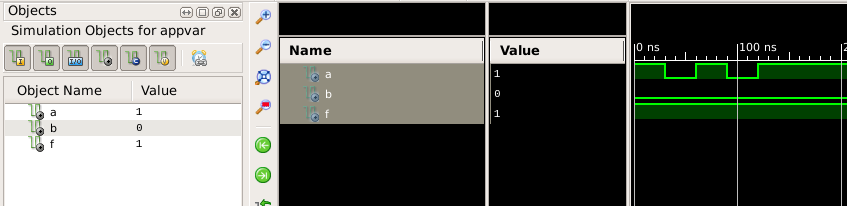 Objects
Simulation Objects for appvar
Object Name Value
a 1
b 0
f 1
Name Value
a 1
b 0
f 1
0 ns 100 ns 2